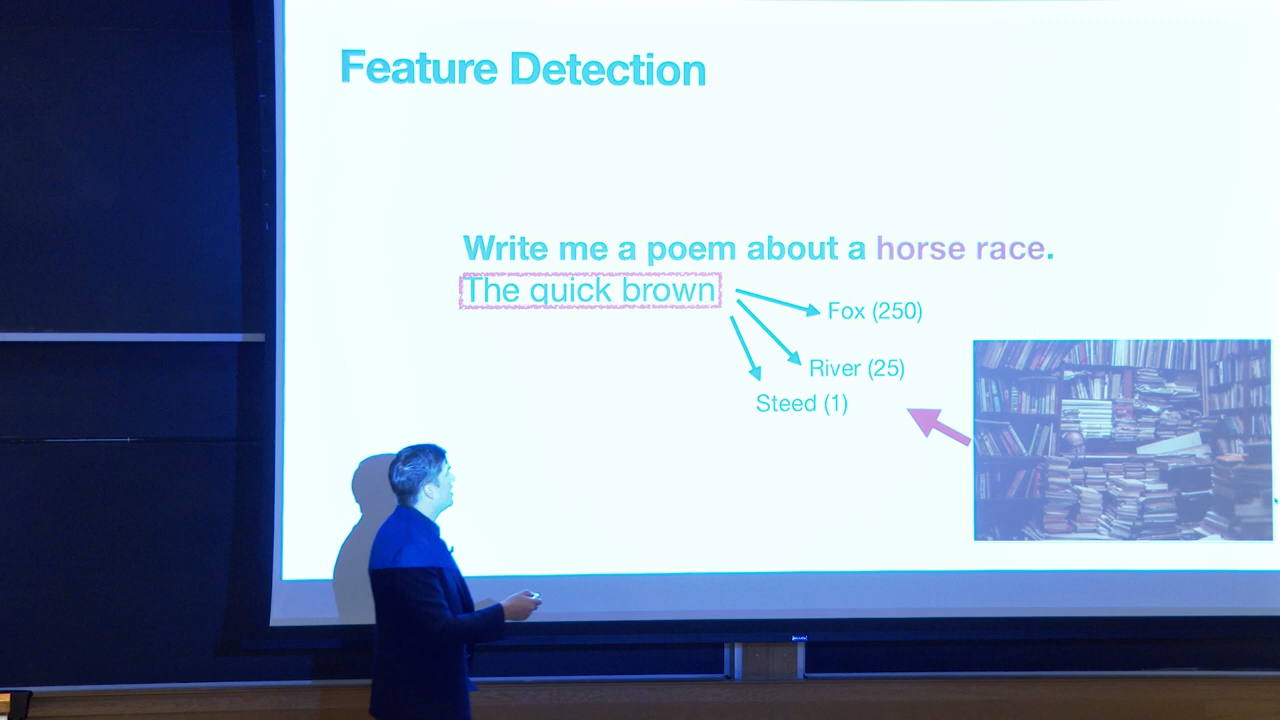 Feature Detection
Write me a poem about a horse race.
The quick brown
Fox (250)
River (25)
Steed (1)